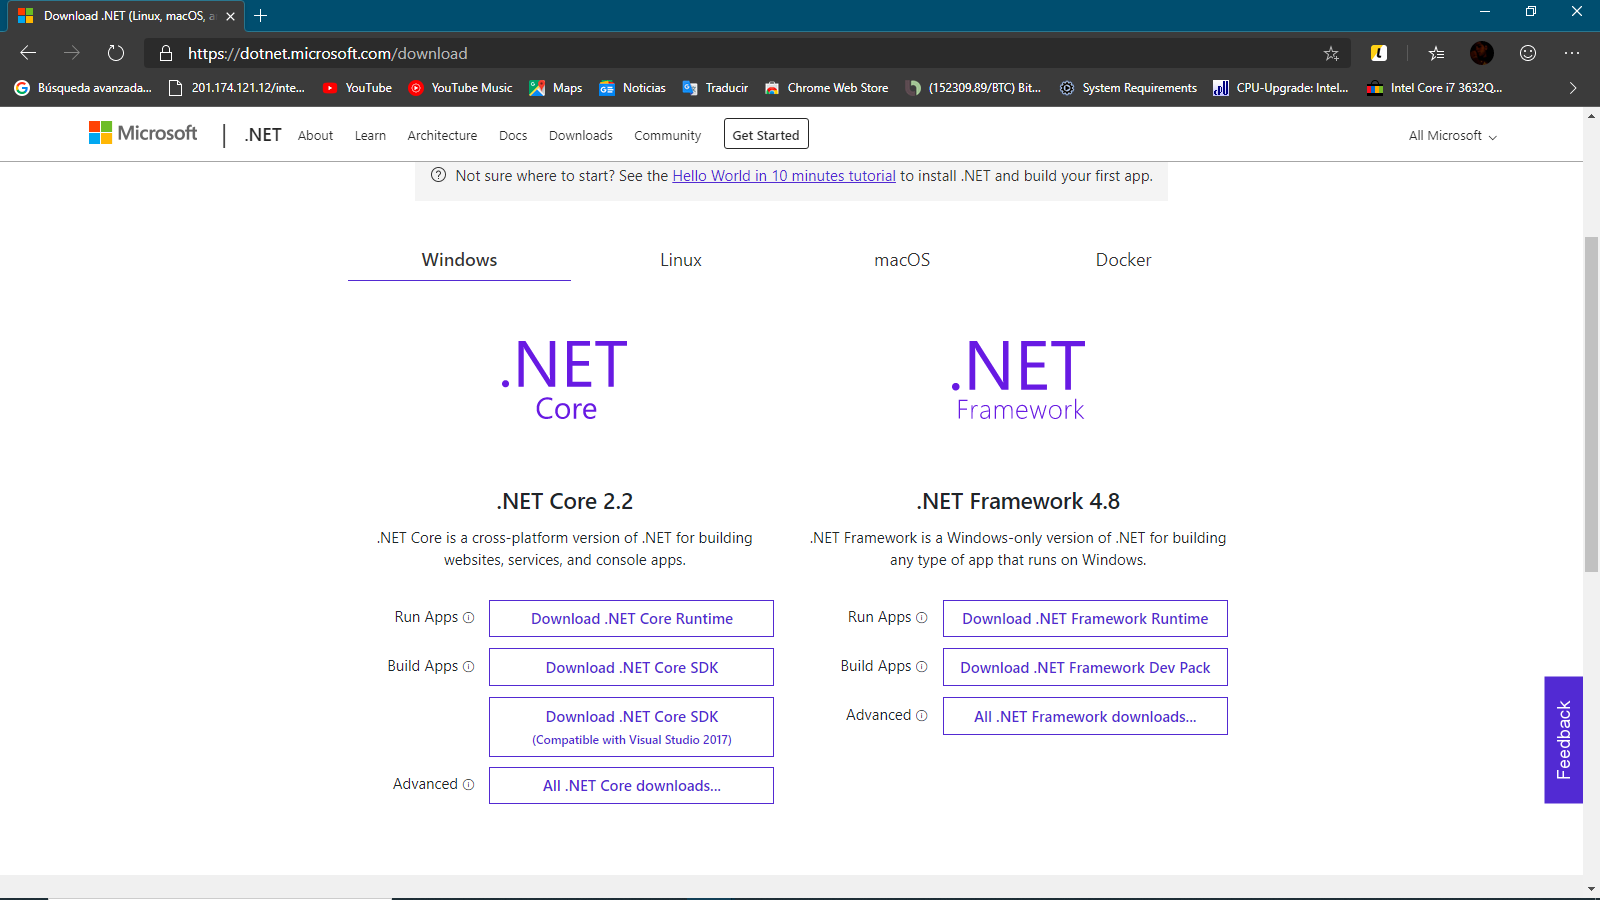 Download .NET (Linux, macOS, a
https://dotnet.microsoft.com/download
Búsqueda avanzada...
201.174.121.12/inte...
YouTube
YouTube Music
Maps
Noticias
Traducir
Chrome Web Store
(152309.89/BTC) Bit...
System Requirements
CPU-Upgrade: Intel...
Intel Core i7 3632Q...
Microsoft
.NET
About
Learn
Architecture
Docs
Downloads
Community
Get Started
All Microsoft
Not sure where to start? See the Hello World in 10 minutes tutorial to install .NET and build your first app.
Windows
Linux
macOS
Docker
.NET
Core
.NET Core 2.2
.NET Core is a cross-platform version of .NET for building
websites, services, and console apps.
Run Apps
Download .NET Core Runtime
Build Apps
Download .NET Core SDK
Download .NET Core SDK
(Compatible with Visual Studio 2017)
Advanced
All .NET Core downloads...
.NET
Framework
.NET Framework 4.8
.NET Framework is a Windows-only version of .NET for building
any type of app that runs on Windows.
Run Apps
Download .NET Framework Runtime
Build Apps
Download .NET Framework Dev Pack
Advanced
All .NET Framework downloads...
Feedback